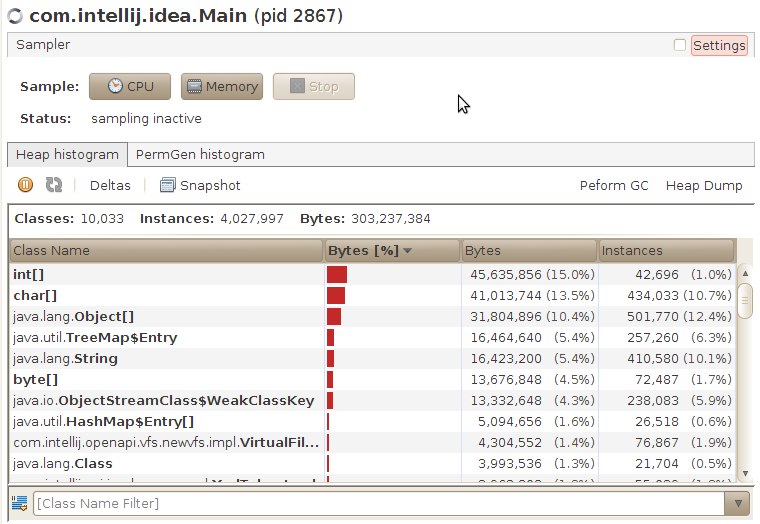 com.intellij.idea.Main (pid 2867)
Sampler Settings
Sample: CPU Memory Stop
Status: sampling inactive
Heap histogram PermGen histogram
Deltas Snapshot Peform GC Heap Dump
Classes: 10,033 Instances: 4,027,997 Bytes: 303,237,384
Class Name Bytes [%] Bytes Instances
int[] 45,635,856 (15.0%) 42,696 (1.0%)
char[] 41,013,744 (13.5%) 434,033 (10.7%)
java.lang.Object[] 31,804,896 (10.4%) 501,770 (12.4%)
java.util.TreeMap$Entry 16,464,640 (5.4%) 257,260 (6.3%)
java.lang.String 16,423,200 (5.4%) 410,580 (10.1%)
byte[] 13,676,848 (4.5%) 72,487 (1.7%)
java.io.ObjectStreamClass$WeakClassKey 13,332,648 (4.3%) 238,083 (5.9%)
java.util.HashMap$Entry[] 5,094,656 (1.6%) 26,518 (0.6%)
com.intellij.openapi.vfs.newvfs.impl.VirtualFil... 4,304,552 (1.4%) 76,867 (1.9%)
java.lang.Class 3,993,536 (1.3%) 21,704 (0.5%)
[Class Name Filter]